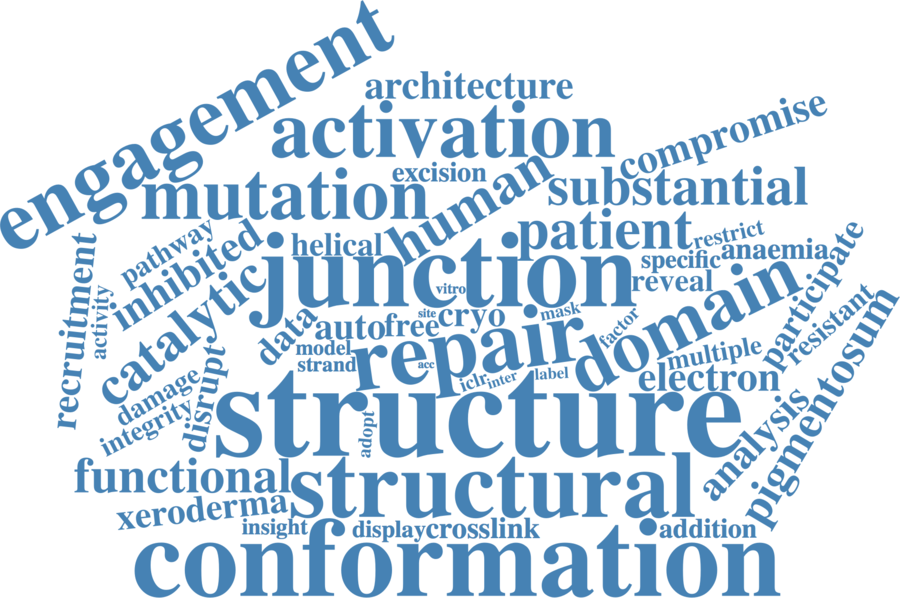 engagement
architecture
activation
compromise
excision
mutation
human
substantial
pathway
inhibited
helical
junction
patient
restrict
specific
anaemia
recruitment
activity
catalytic
vitro
reveal
domain
participate
data
auto
free
site
cryo
mask
factor
resistant
model
strand
repair
acc
iclr
inter
label
multiple
electron
damage
integrity
disrupt
structure
adopt
analysis
pigmentosum
functional
structural
xeroderma
insight
display
crosslink
addition
conformation